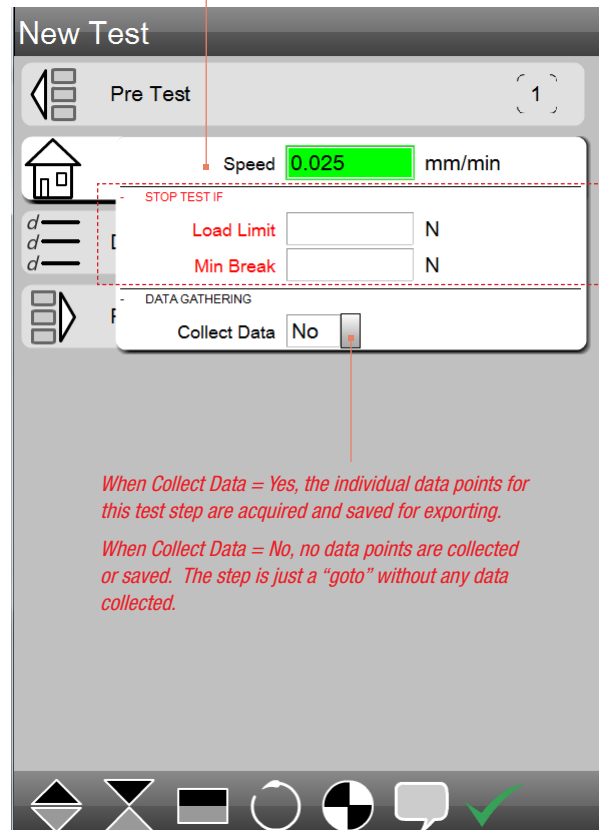 New Test
Pre Test
1
Speed 0.025 mm/min
- STOP TEST IF
Load Limit N
Min Break N
- DATA GATHERING
Collect Data No
d
d
d
When Collect Data = Yes, the individual data points for
this test step are acquired and saved for exporting.
When Collect Data = No, no data points are collected
or saved. The step is just a “goto” without any data
collected.